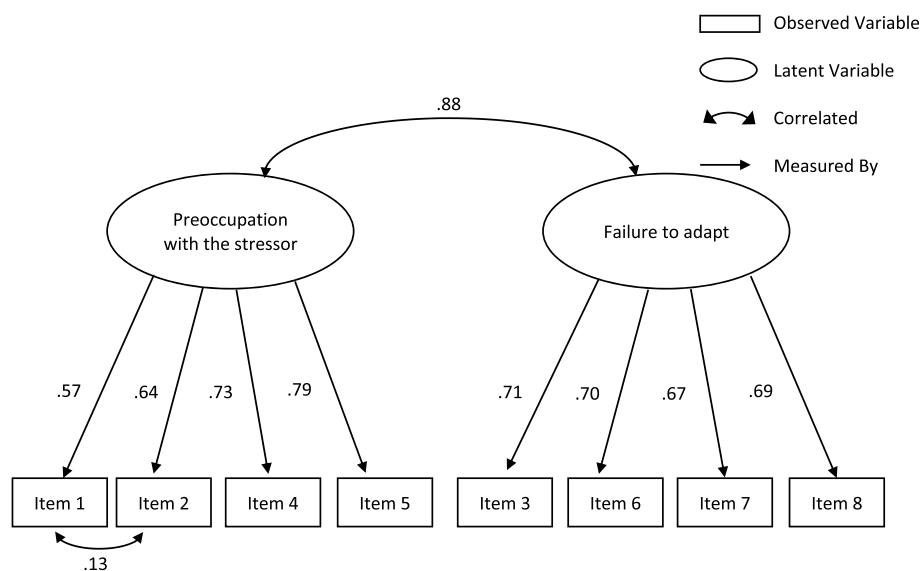 Observed Variable
Latent Variable
Correlated
Measured By
.88
Preoccupation
with the stressor
Failure to adapt
.57
.64
.73
.79
.71
.70
.67
.69
Item 1
Item 2
Item 4
Item 5
Item 3
Item 6
Item 7
Item 8
.13